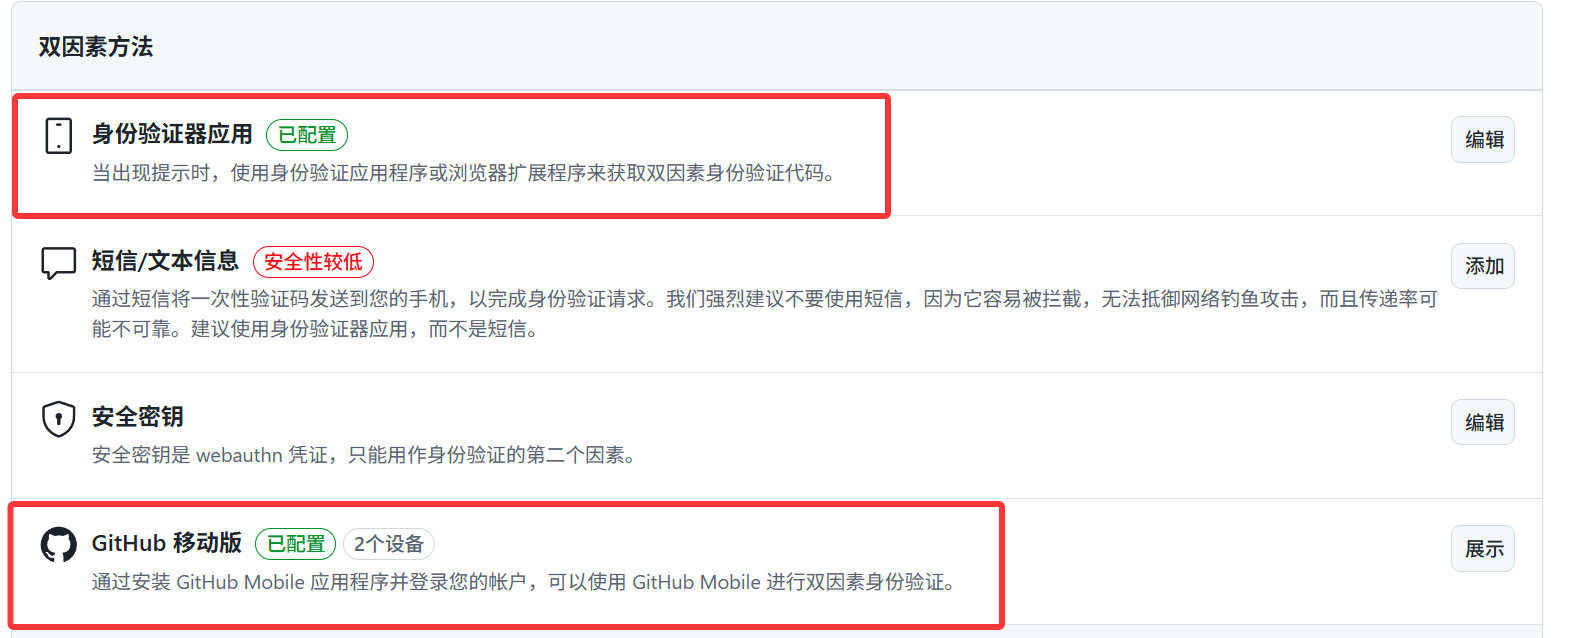 双因素方法
身份验证器应用 已配置
编辑
当出现提示时，使用身份验证应用程序或浏览器扩展程序来获取双因素身份验证代码。
短信/文本信息 安全性较低
添加
通过短信将一次性验证码发送到您的手机，以完成身份验证请求。我们强烈建议不要使用短信，因为它容易被拦截，无法抵御网络钓鱼攻击，而且传递率可
能不可靠。建议使用身份验证器应用，而不是短信。
安全密钥
编辑
安全密钥是 webauthn 凭证，只能用作身份验证的第二个因素。
GitHub 移动版 已配置 2个设备
展示
通过安装 GitHub Mobile 应用程序并登录您的帐户，可以使用 GitHub Mobile 进行双因素身份验证。